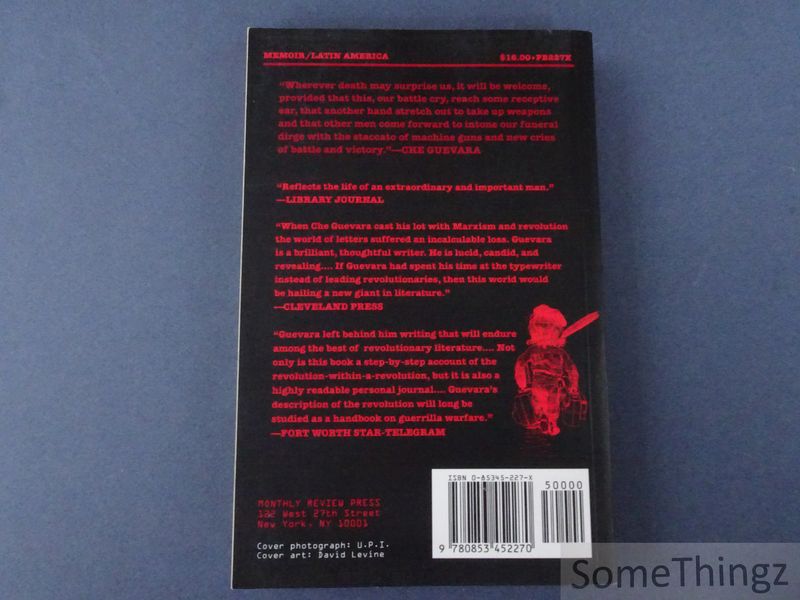 MEMOIR/LATIN AMERICA
$16.00•PB227X
"Wherever death may surprise us, it will be welcome,
provided that this, our battle cry, reach some receptive
ear, that another hand stretch out to take up weapons
and that other men come forward to intone our funeral
dirge with the staccato of machine guns and new cries
of battle and victory."—CHE GUEVARA
"Reflects the life of an extraordinary and important man."
—LIBRARY JOURNAL
"When Che Guevara cast his lot with Marxism and revolution
the world of letters suffered an incalculable loss. Guevara
is a brilliant, thoughtful writer. He is lucid, candid, and
revealing.... If Guevara had spent his time at the typewriter
instead of leading revolutionaries, then this world would
be hailing a new giant in literature."
—CLEVELAND PRESS
"Guevara left behind him writing that will endure
among the best of revolutionary literature.... Not
only is this book a step-by-step account of the
revolution-within-a-revolution, but it is also a
highly readable personal journal.... Guevara's
description of the revolution will long be
studied as a handbook on guerrilla warfare."
—FORT WORTH STAR-TELEGRAM
MONTHLY REVIEW PRESS
122 West 27th Street
New York, NY 10001
Cover photograph: U.P.I.
Cover art: David Levine
ISBN 0-85345-227-X
50000
9 780853 452270
SomeThingz